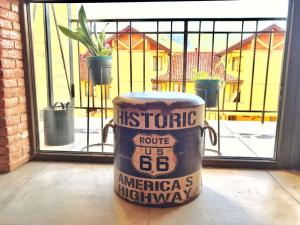 HISTORIC
ROUTE
US
66
AMERICA'S
HIGHWAY